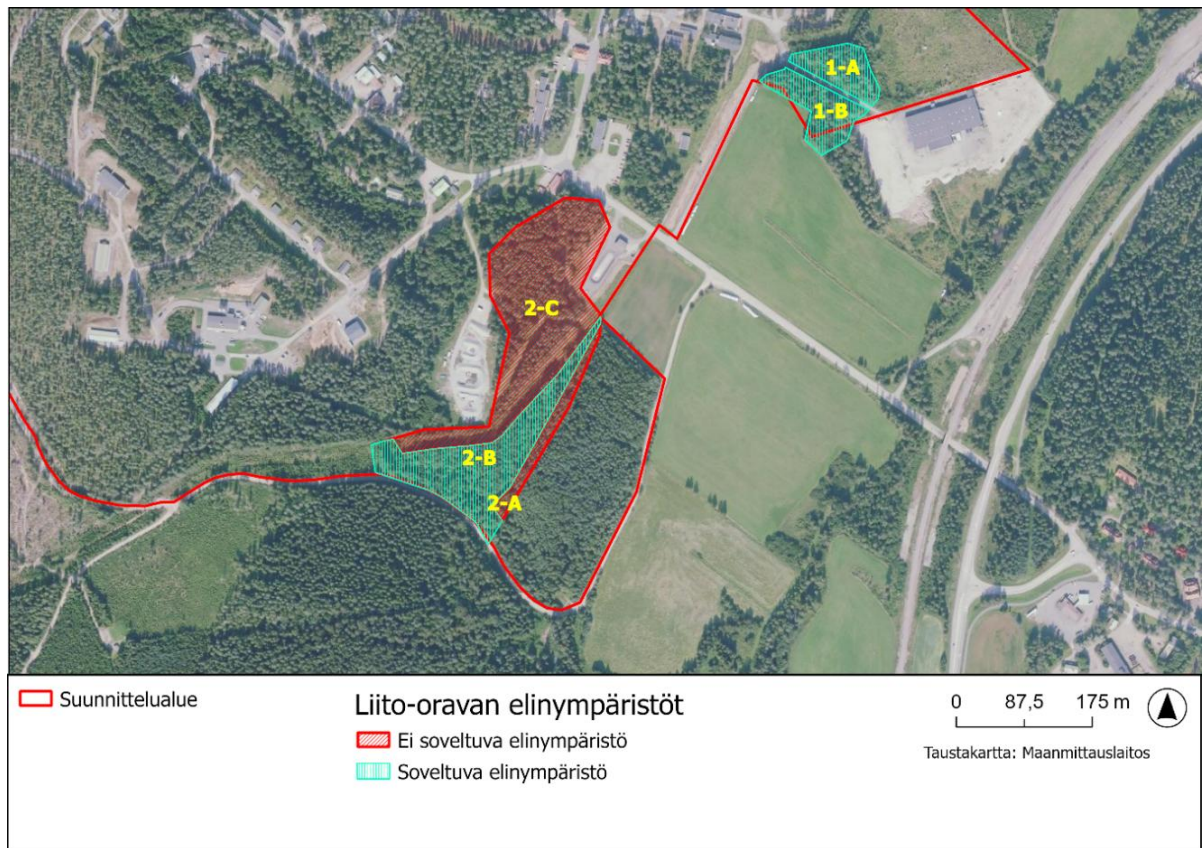 1-A
1-B
2-C
2-B
2-A
Suunnittelualue
Liito-oravan elinympäristöt
Ei soveltuva elinympäristö
Soveltuva elinympäristö
0 87,5 175 m
Taustakartta: Maanmittauslaitos